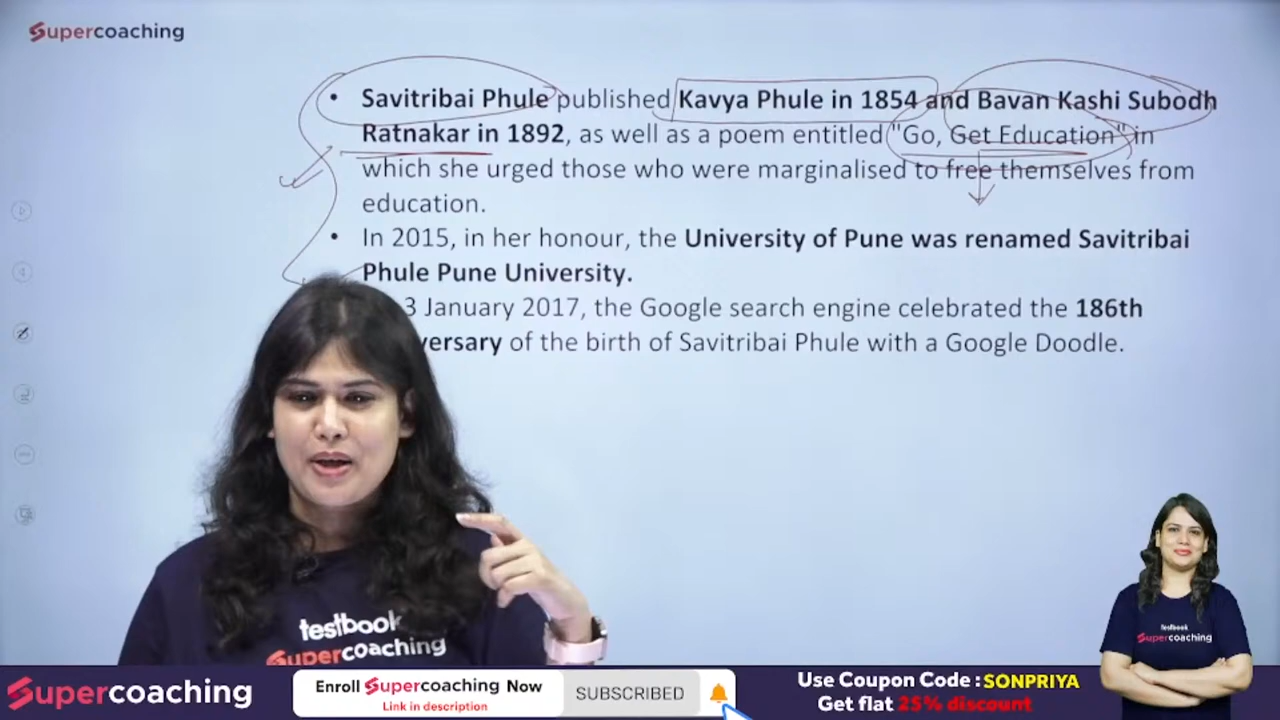 Supercoaching
• Savitribai Phule published Kavya Phule in 1854 and Bavan Kashi Subodh
Ratnakar in 1892, as well as a poem entitled "Go, Get Education" in
which she urged those who were marginalised to free themselves from
education.
• In 2015, in her honour, the University of Pune was renamed Savitribai
Phule Pune University.
3 January 2017, the Google search engine celebrated the 186th
versary of the birth of Savitribai Phule with a Google Doodle.
testbook
Supercoaching
testbook
Supercoaching
Supercoaching
Enroll Supercoaching Now
Link in description
SUBSCRIBED
Use Coupon Code : SONPRIYA
Get flat 25% discount